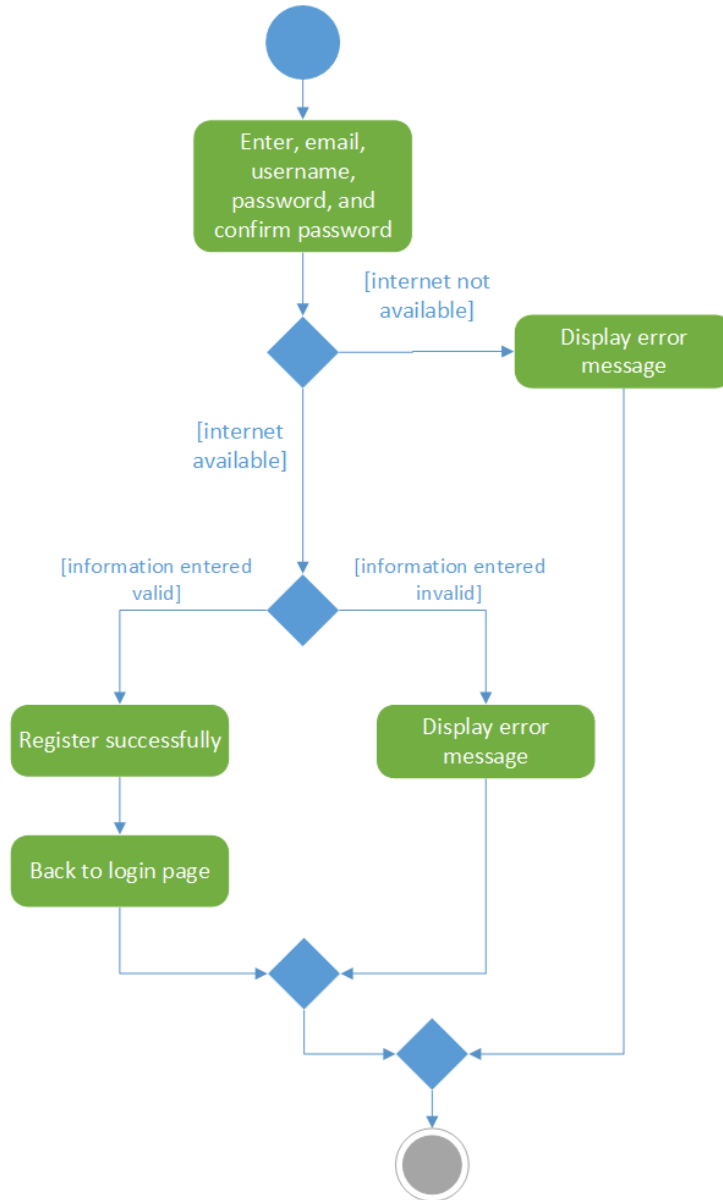 Enter, email,
username,
password, and
confirm password
[internet not
available]
Display error
message
[internet
available]
[information entered
valid]
[information entered
invalid]
Register successfully
Display error
message
Back to login page